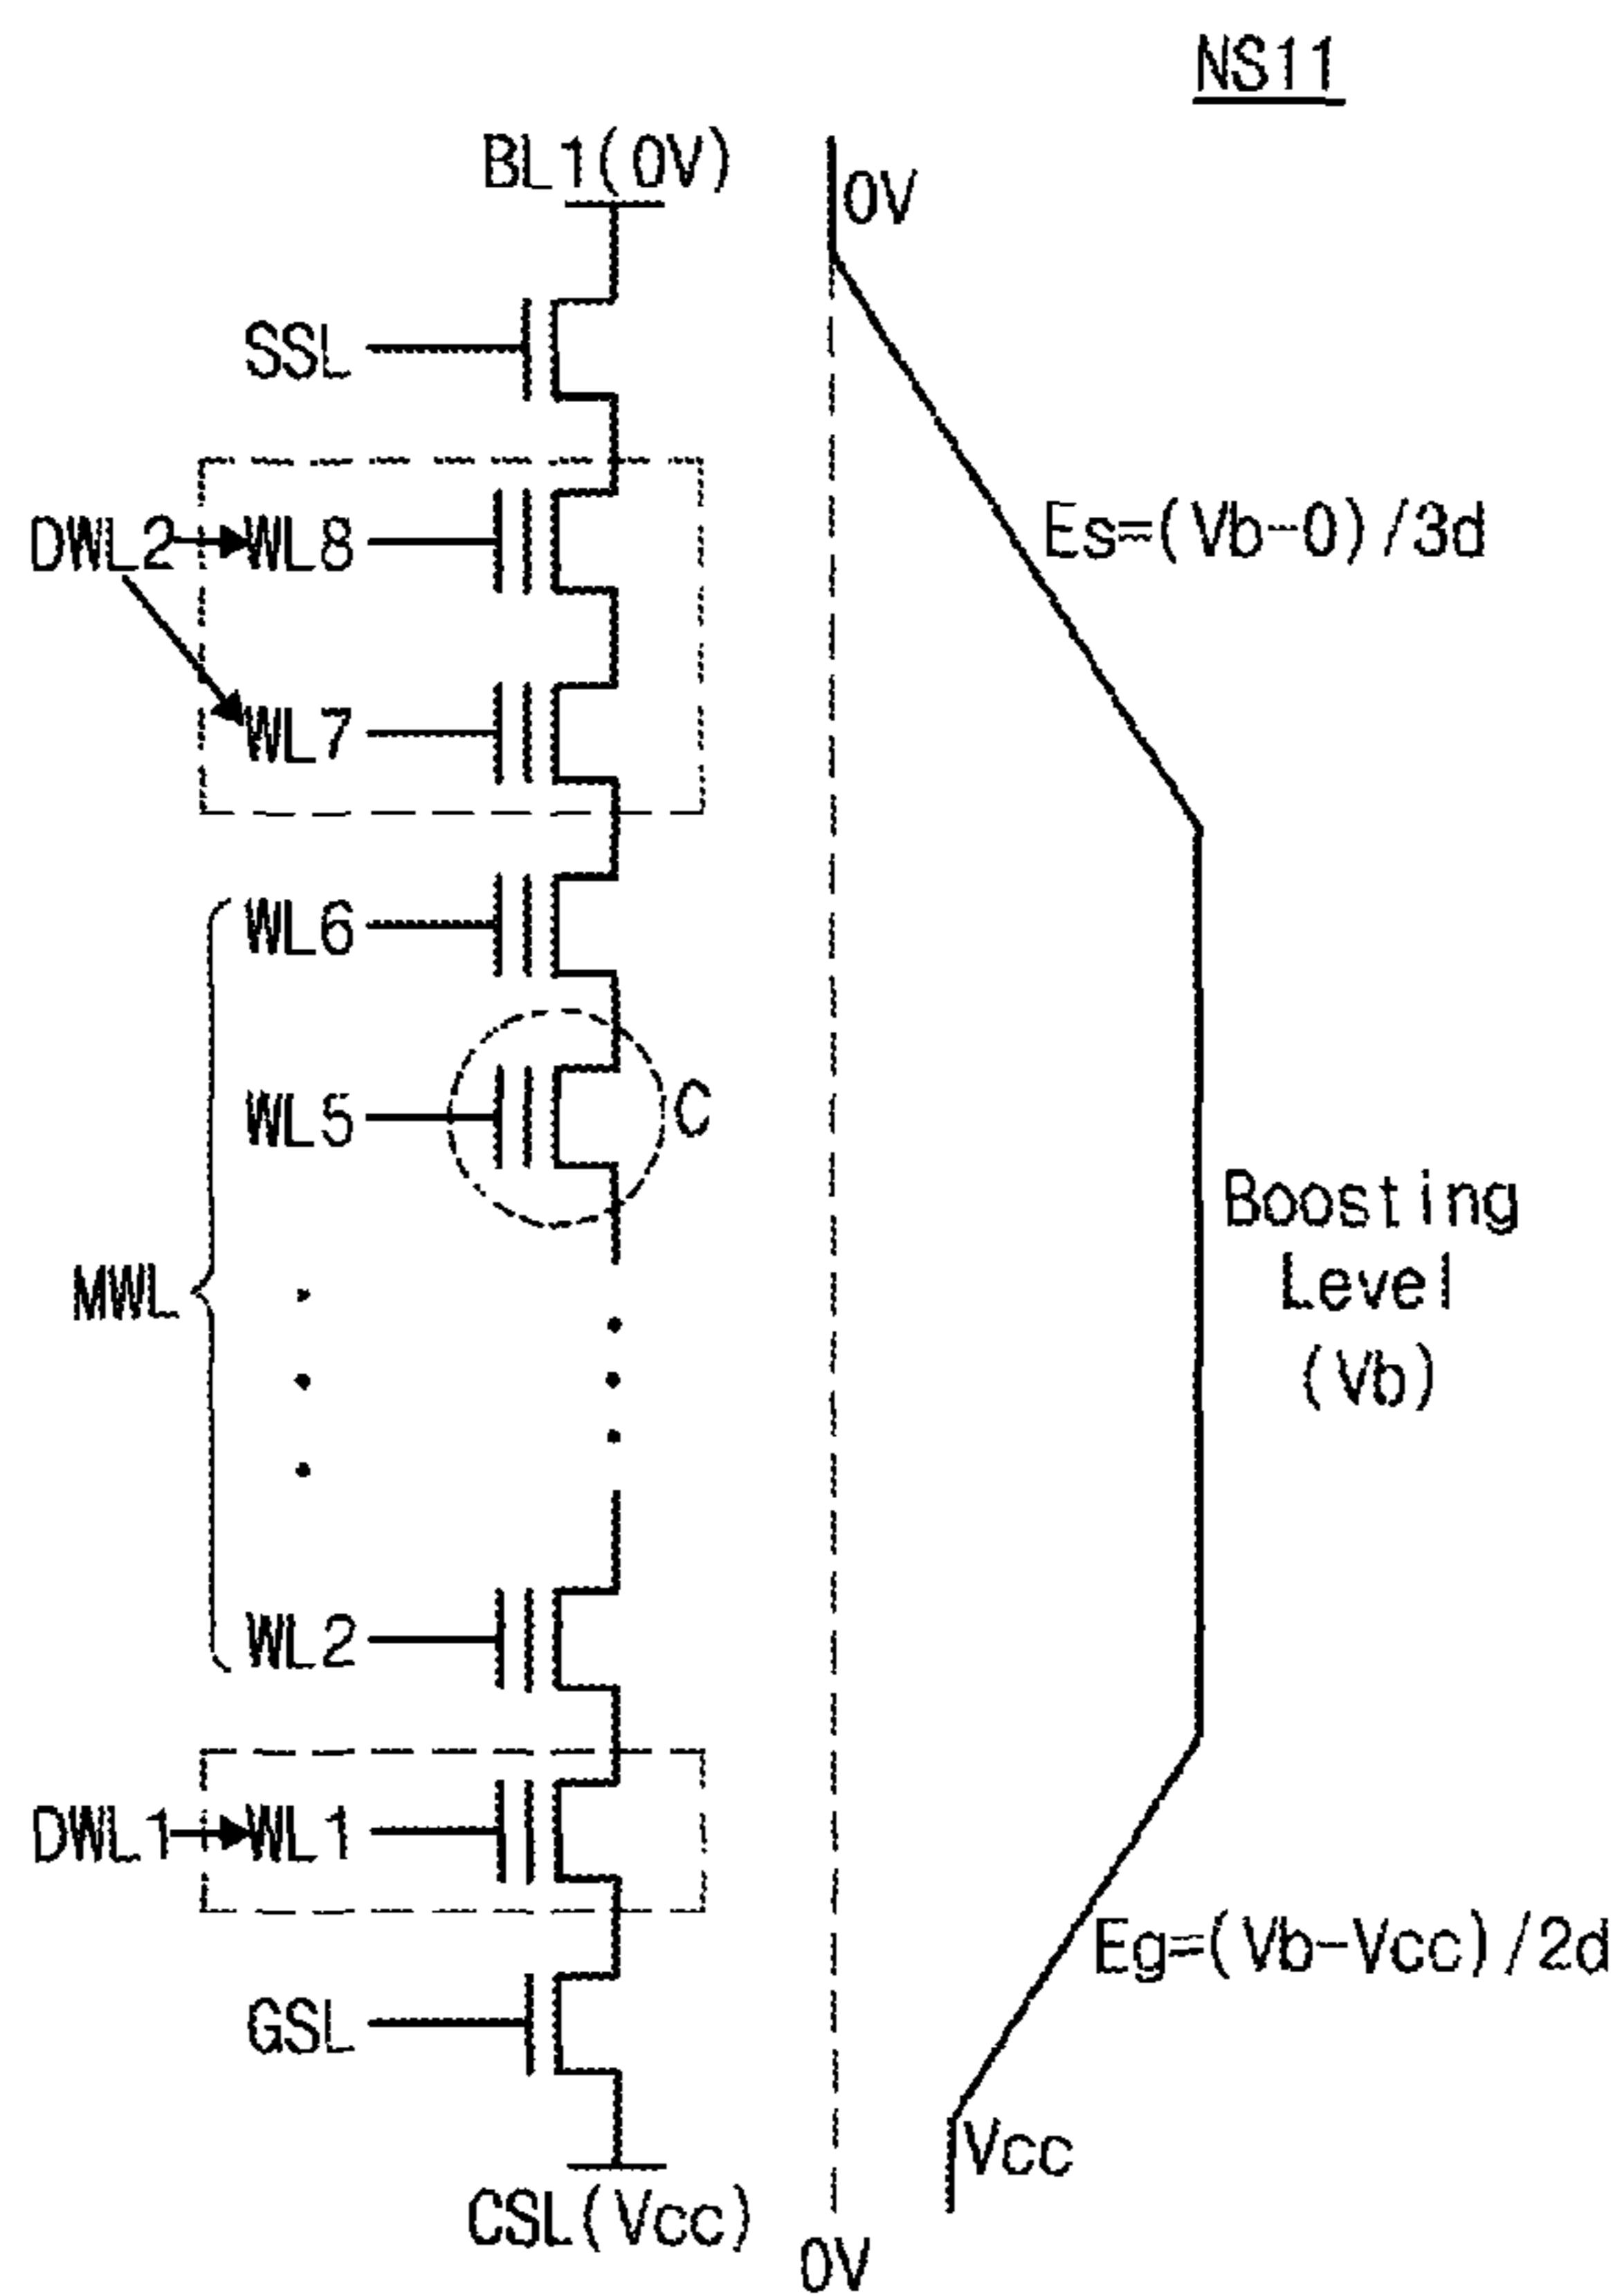 NS11
BL1(0V)
0V
SSL
DWL2
WL8
Es=(Vb-0)/3d
WL7
WL6
WL5
C
MWL
Boosting
Level
(Vb)
WL2
DWL1
WL1
Eg=(Vb-Vcc)/2d
GSL
Vcc
CSL(Vcc)
0V